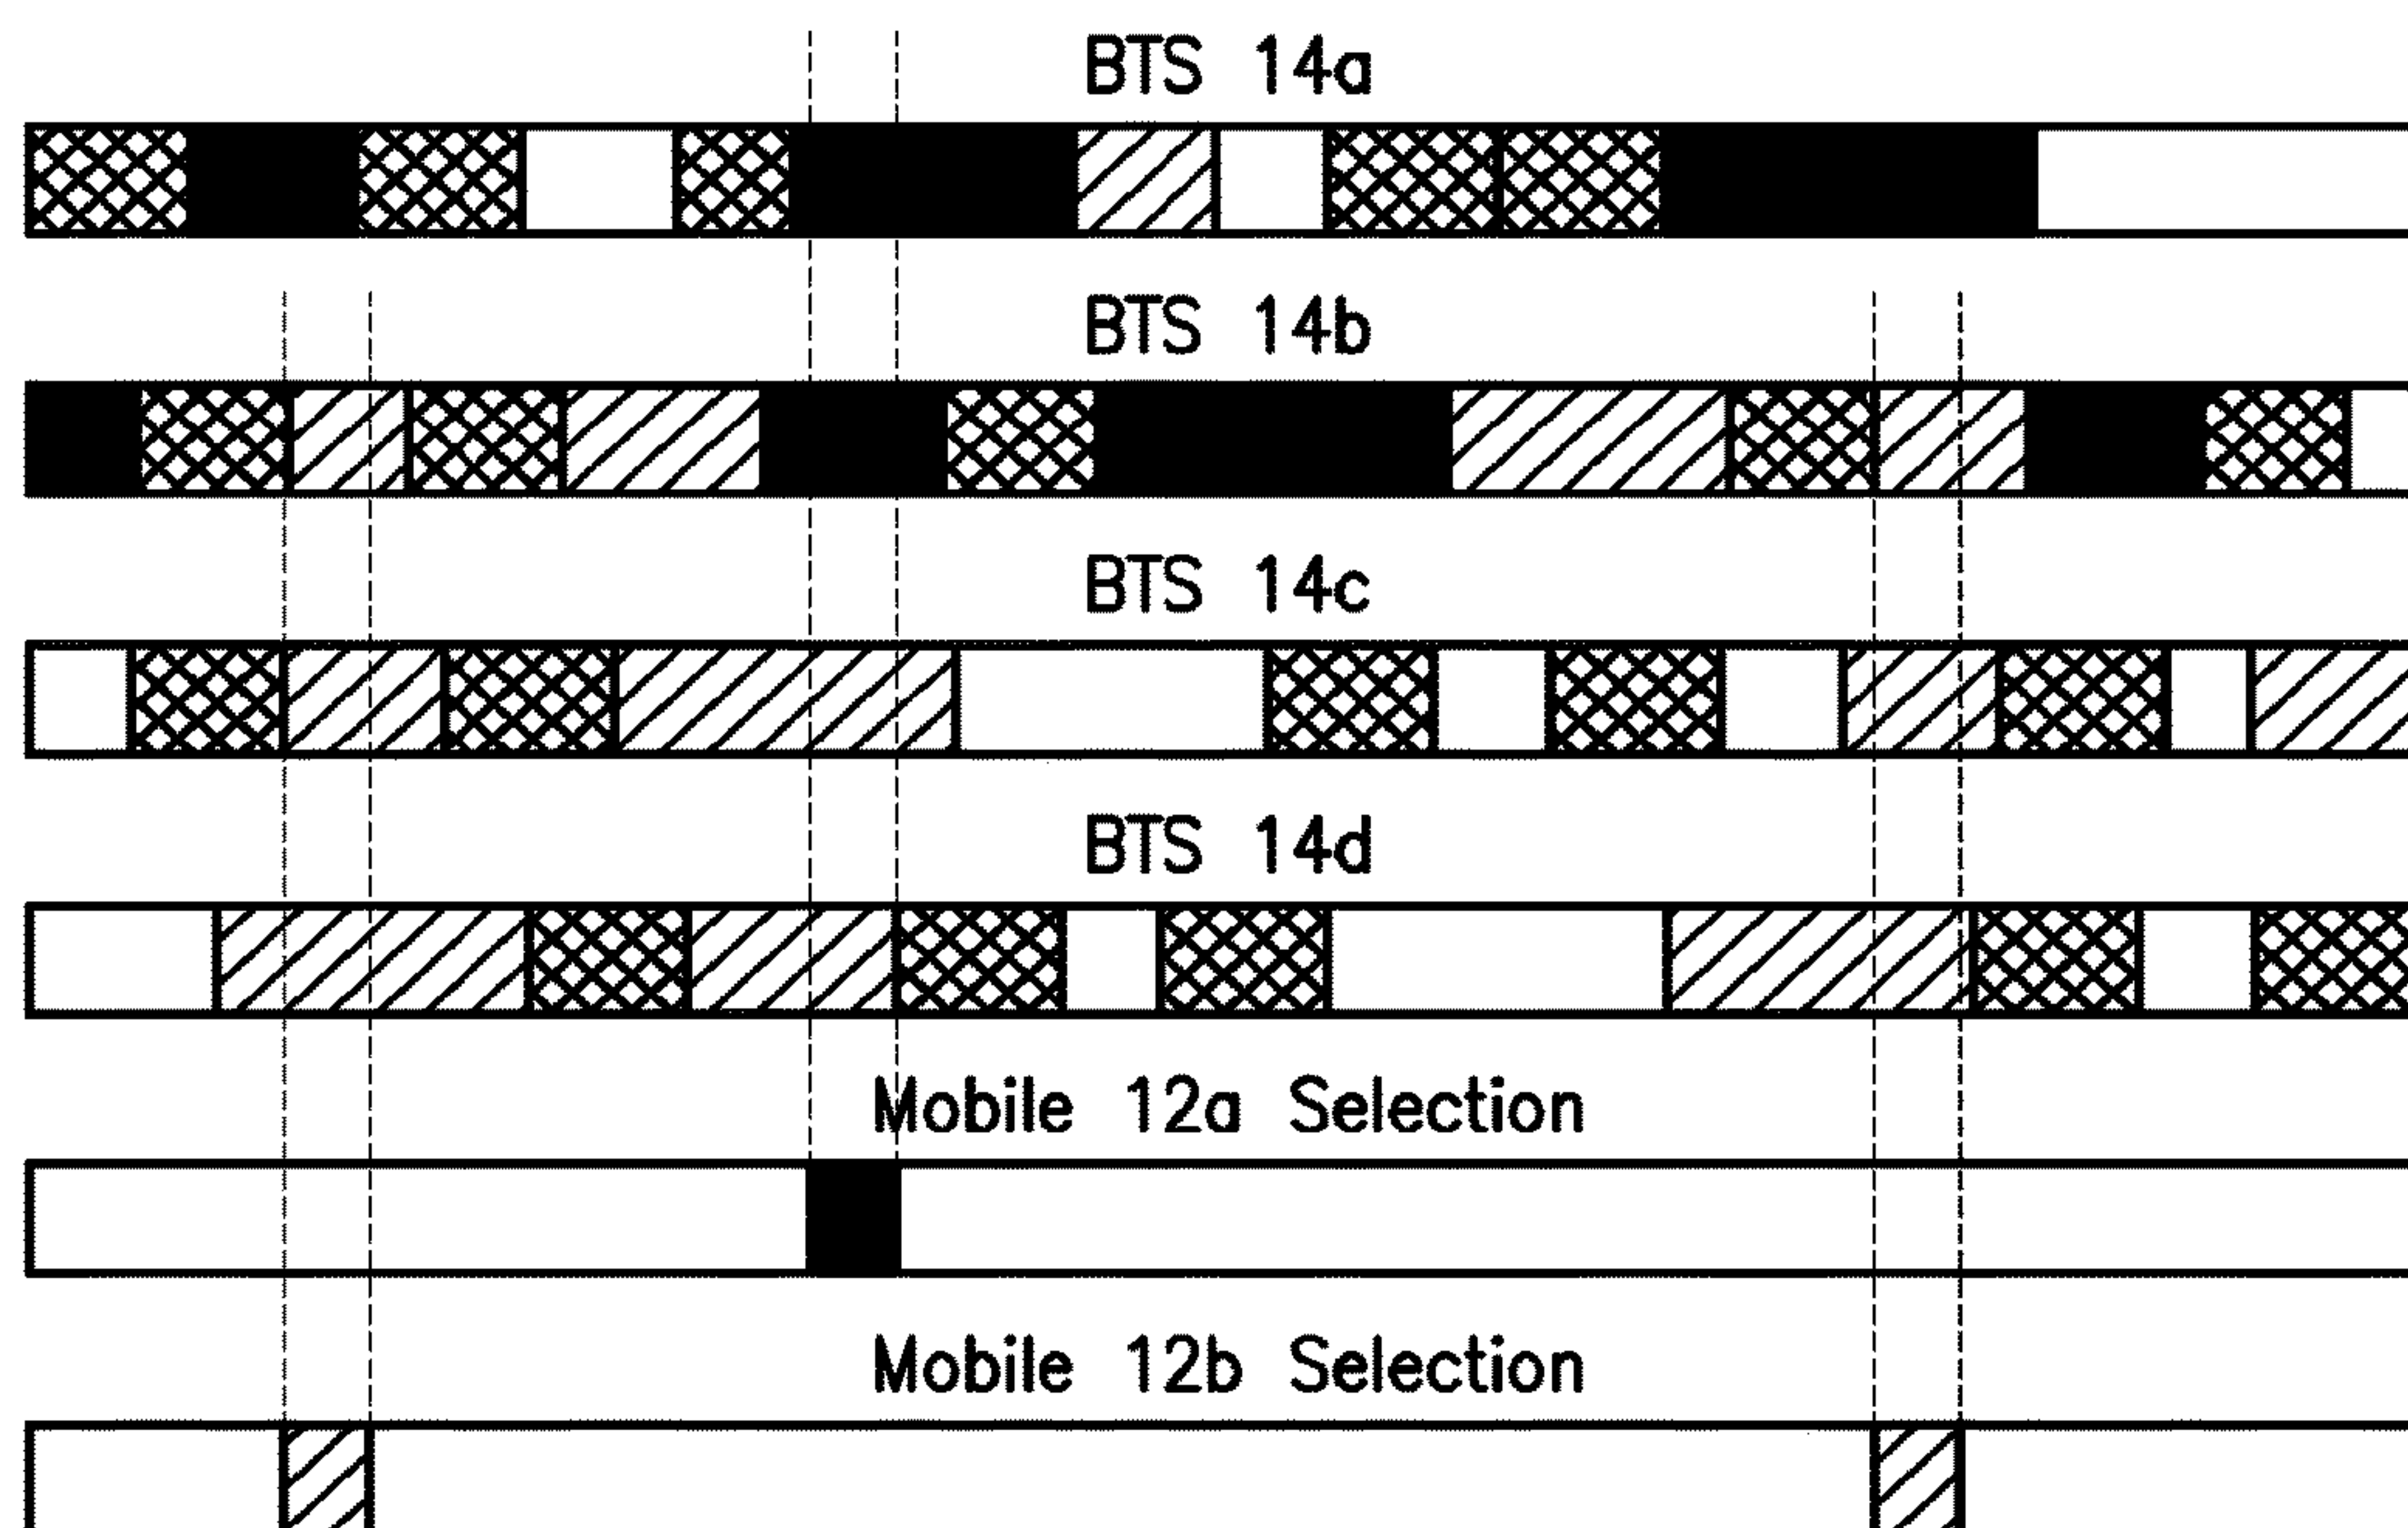 BTS 14a
BTS 14b
BTS 14c
BTS 14d
Mobile 12a Selection
Mobile 12b Selection